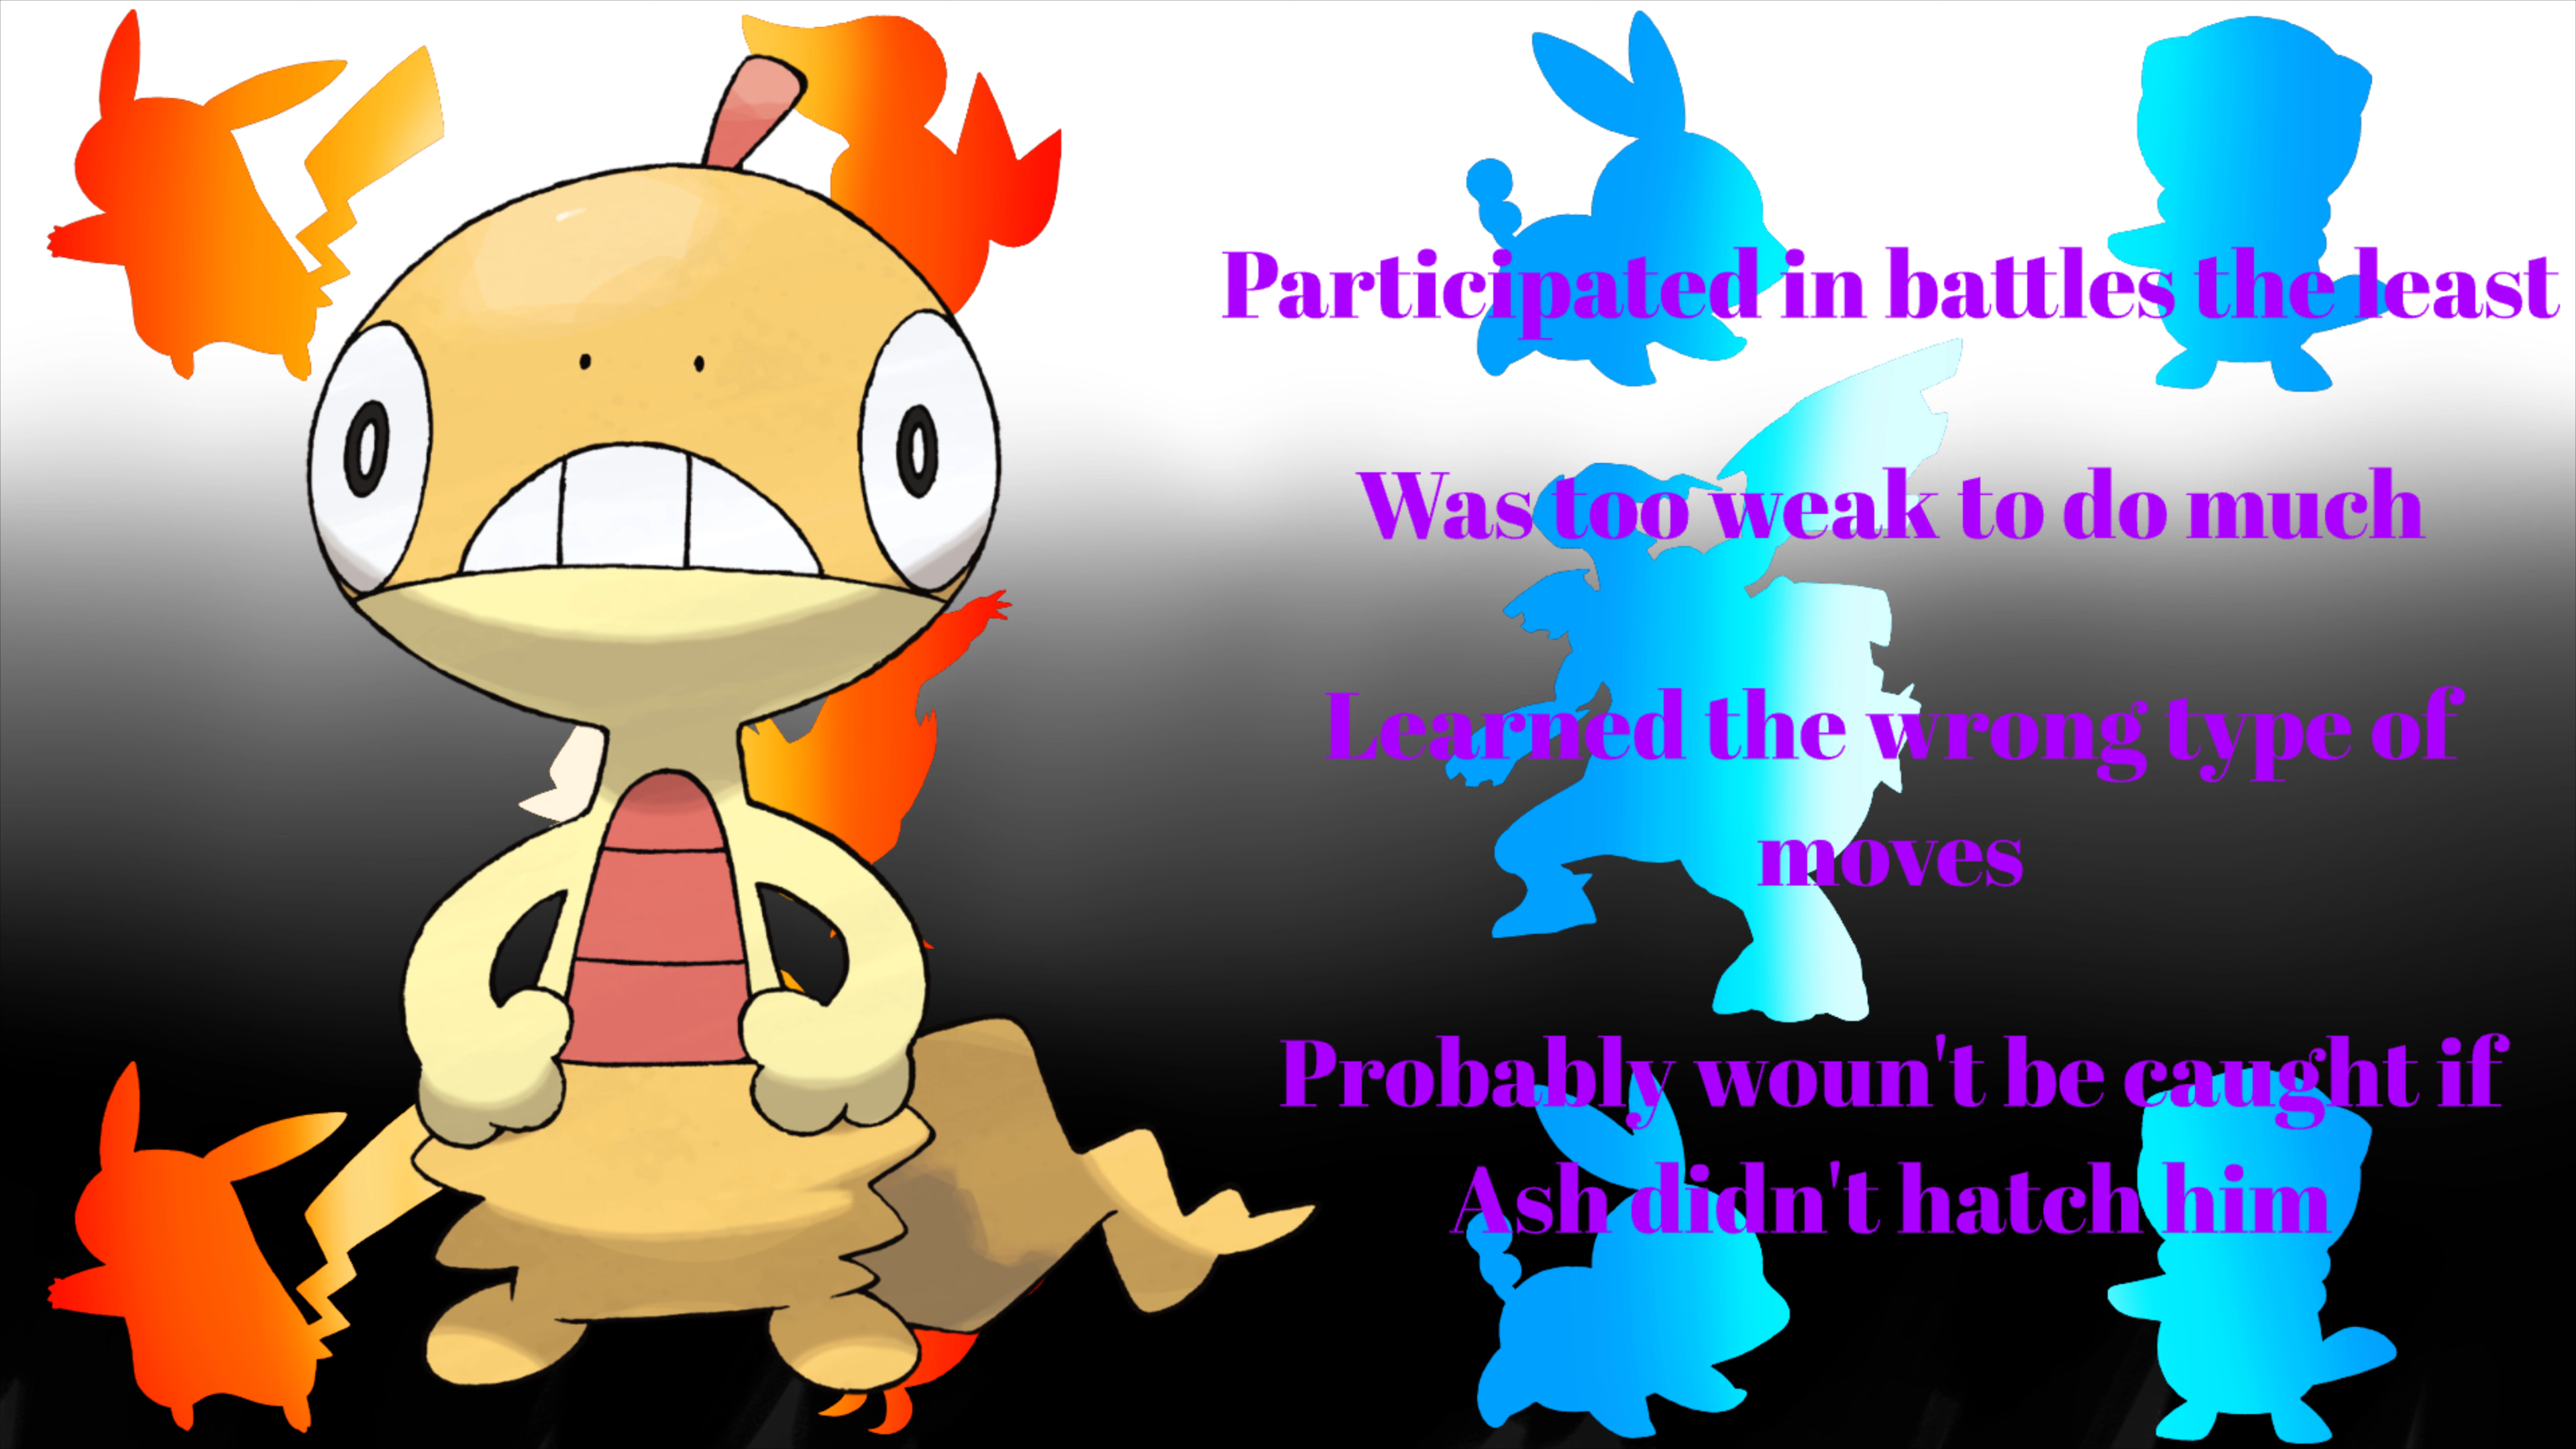 Participated in battles the least
Was too weak to do much
Learned the wrong type of
moves
Probably woun't be caught if
Ash didn't hatch him